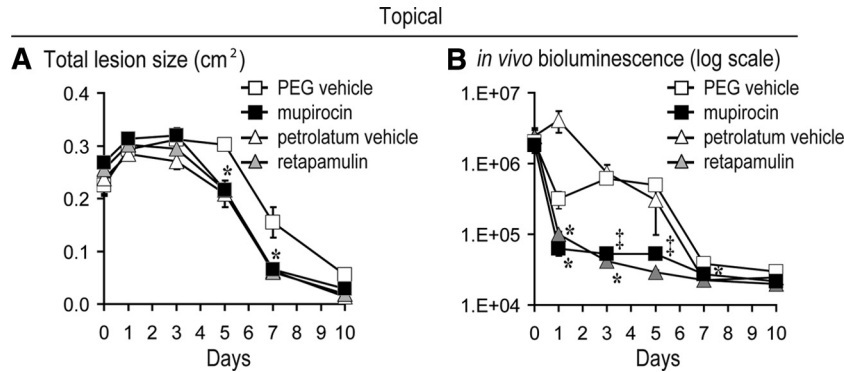 Topical
A Total lesion size (cm²)
PEG vehicle
mupirocin
petrolatum vehicle
retapamulin
0.4
0.3
0.2
0.1
0.0
*
*
0 1 2 3 4 5 6 7 8 9 10
Days
B in vivo bioluminescence (log scale)
PEG vehicle
mupirocin
petrolatum vehicle
retapamulin
1.E+07
1.E+06
1.E+05
1.E+04
*
*
‡
*
‡
*
0 1 2 3 4 5 6 7 8 9 10
Days